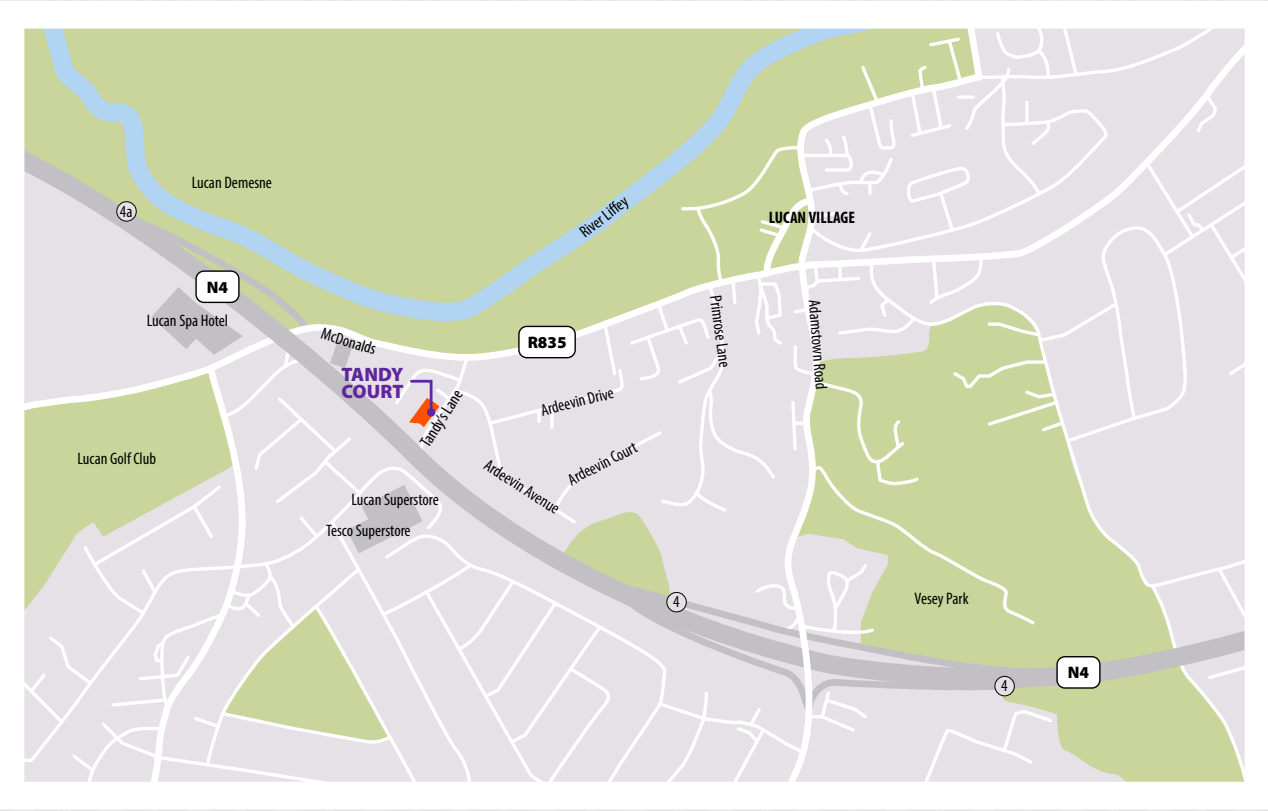 Lucan Demesne
4a
River Liffey
LUCAN VILLAGE
N4
Lucan Spa Hotel
McDonalds
R835
Primrose Lane
Adamstown Road
TANDY
COURT
Tandy's Lane
Ardeevin Drive
Lucan Golf Club
Ardeevin Court
Ardeevin Avenue
Lucan Superstore
Tesco Superstore
4
Vesey Park
N4
4